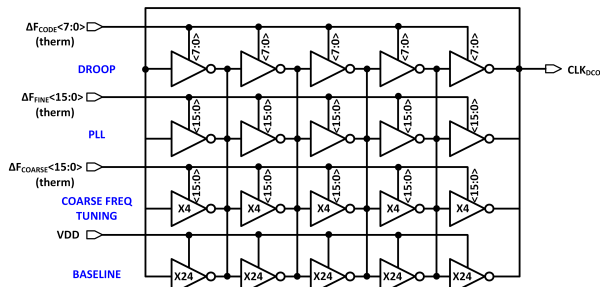 ΔF_CODE<7:0>
(therm)
DROOP
<7:0> <7:0> <7:0> <7:0> <7:0>
CLK_DCO
ΔF_FINE<15:0>
(therm)
PLL
<15:0> <15:0> <15:0> <15:0> <15:0>
ΔF_COARSE<15:0>
(therm)
COARSE FREQ
TUNING
<15:0> <15:0> <15:0> <15:0> <15:0>
X4 X4 X4 X4 X4
VDD
BASELINE
X24 X24 X24 X24 X24